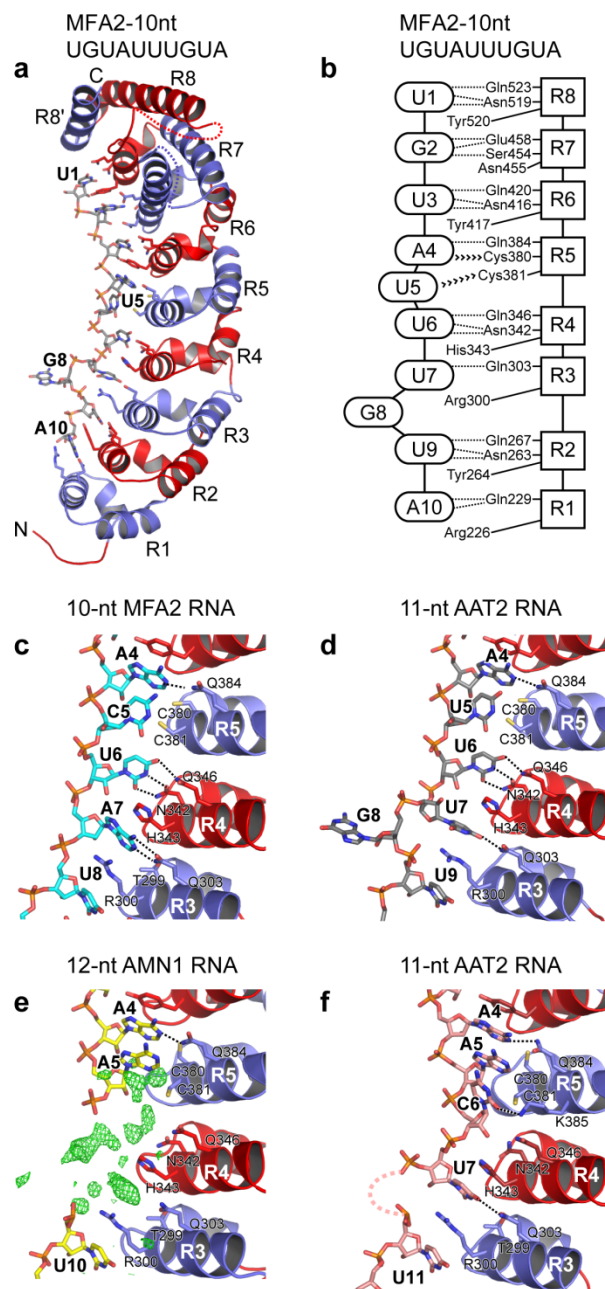 MFA2-10nt
UGUAUUUGUA
a
C
R8
R8'
R7
U1
R6
U5
R5
G8
R4
A10
R3
R2
N
R1
MFA2-10nt
UGUAUUUGUA
b
U1
Gln523
Asn519
Tyr520
R8
G2
Glu458
Ser454
Asn455
R7
U3
Gln420
Asn416
Tyr417
R6
A4
Gln384
Cys380
R5
U5
Cys381
U6
Gln346
Asn342
His343
R4
U7
Gln303
Arg300
R3
G8
U9
Gln267
Asn263
Tyr264
R2
A10
Gln229
Arg226
R1
10-nt MFA2 RNA
c
A4
Q384
C5
C380
C381
R5
U6
Q346
N342
R4
A7
H343
T299
Q303
U8
R300
R3
11-nt AAT2 RNA
d
A4
Q384
U5
C380
C381
R5
U6
Q346
N342
R4
U7
H343
G8
Q303
U9
R300
R3
12-nt AMN1 RNA
e
A4
Q384
A5
C380
C381
R5
Q346
N342
R4
H343
Q303
T299
U10
R300
R3
11-nt AAT2 RNA
f
A4
A5
Q384
C380
R5
C381
C6
K385
Q346
U7
N342
R4
H343
Q303
T299
U11
R300
R3